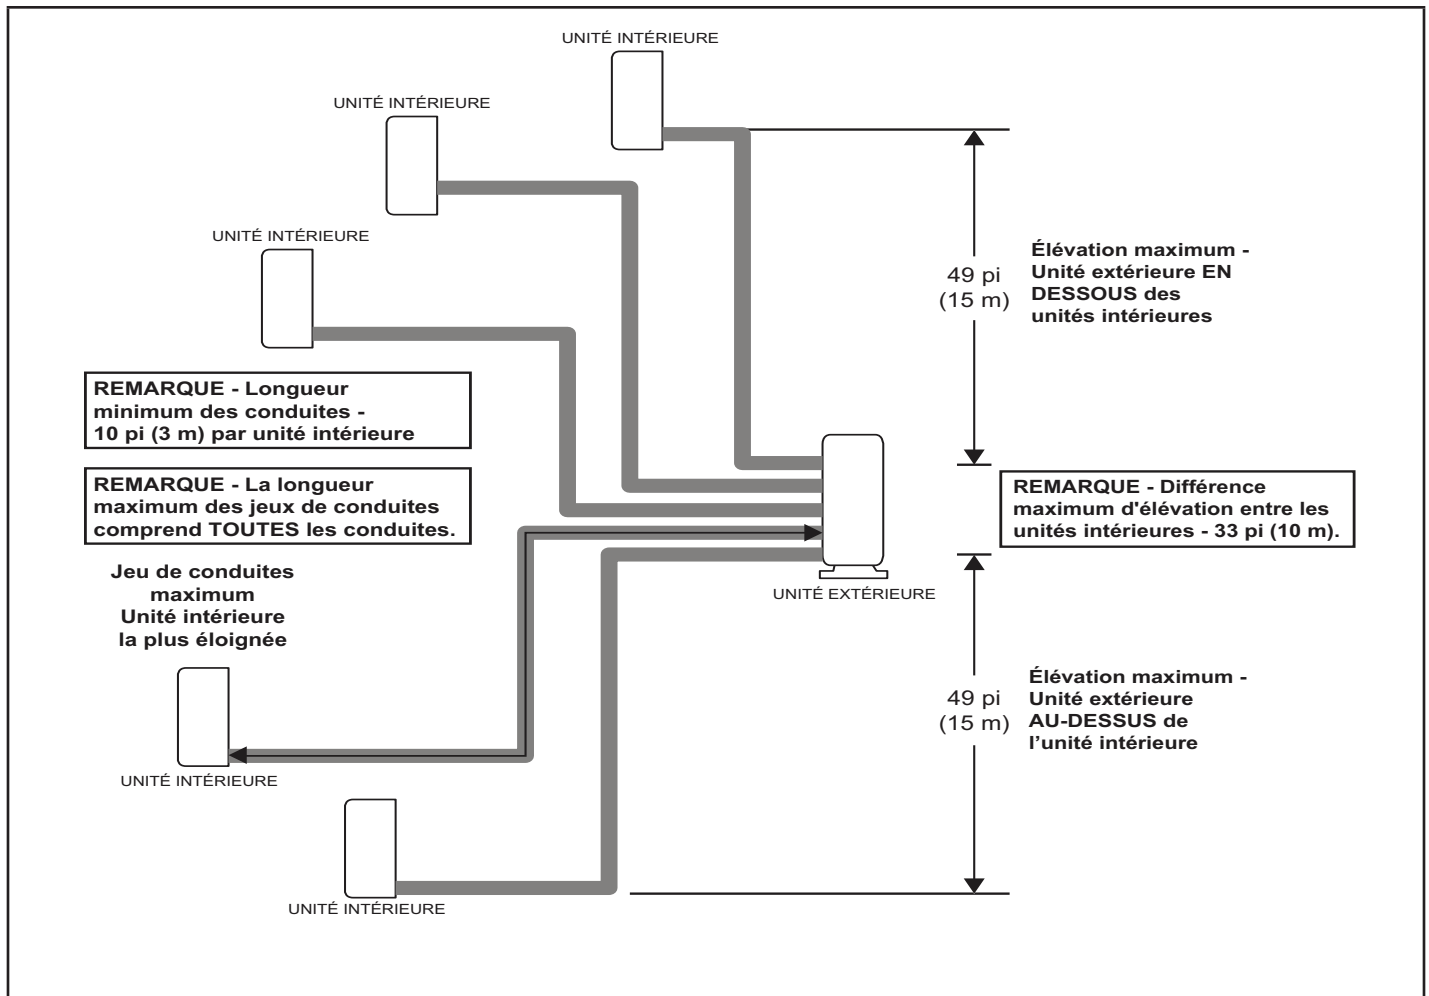 UNITÉ INTÉRIEURE
UNITÉ INTÉRIEURE
UNITÉ INTÉRIEURE
49 pi
(15 m)
Élévation maximum -
Unité extérieure EN
DESSOUS des
unités intérieures
REMARQUE - Longueur
minimum des conduites -
10 pi (3 m) par unité intérieure
REMARQUE - La longueur
maximum des jeux de conduites
comprend TOUTES les conduites.
REMARQUE - Différence
maximum d'élévation entre les
unités intérieures - 33 pi (10 m).
Jeu de conduites
maximum
Unité intérieure
la plus éloignée
UNITÉ EXTÉRIEURE
49 pi
(15 m)
Élévation maximum -
Unité extérieure
AU-DESSUS de
l’unité intérieure
UNITÉ INTÉRIEURE
UNITÉ INTÉRIEURE